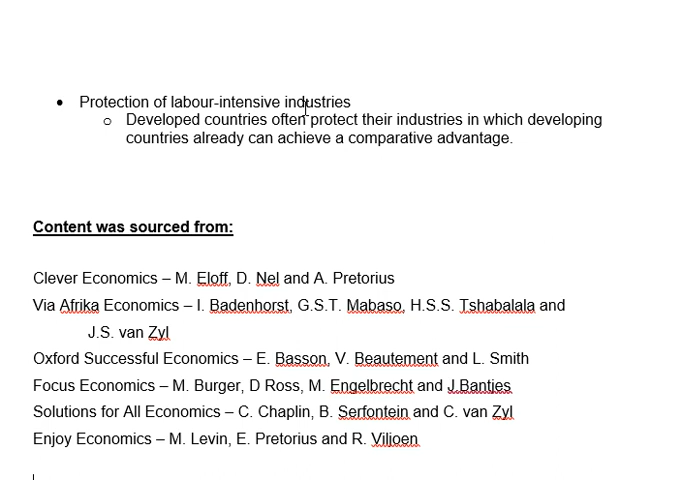 • Protection of labour-intensive industries
o Developed countries often protect their industries in which developing
countries already can achieve a comparative advantage.
Content was sourced from:
Clever Economics – M. Eloff, D. Nel and A. Pretorius
Via Afrika Economics – I. Badenhorst, G.S.T. Mabaso, H.S.S. Tshabalala and
J.S. van Zyl
Oxford Successful Economics – E. Basson, V. Beautement and L. Smith
Focus Economics – M. Burger, D Ross, M. Engelbrecht and J.Bantjes
Solutions for All Economics – C. Chaplin, B. Serfontein and C. van Zyl
Enjoy Economics – M. Levin, E. Pretorius and R. Viljoen